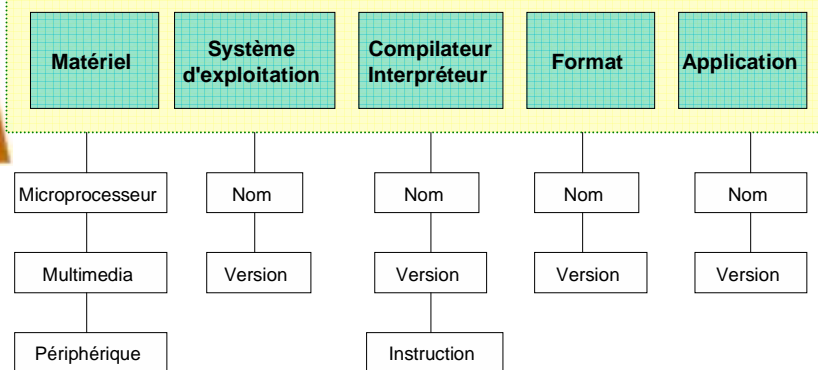 Matériel
Système
d'exploitation
Compilateur
Interpréteur
Format
Application
Microprocesseur
Nom
Nom
Nom
Nom
Multimedia
Version
Version
Version
Version
Périphérique
Instruction